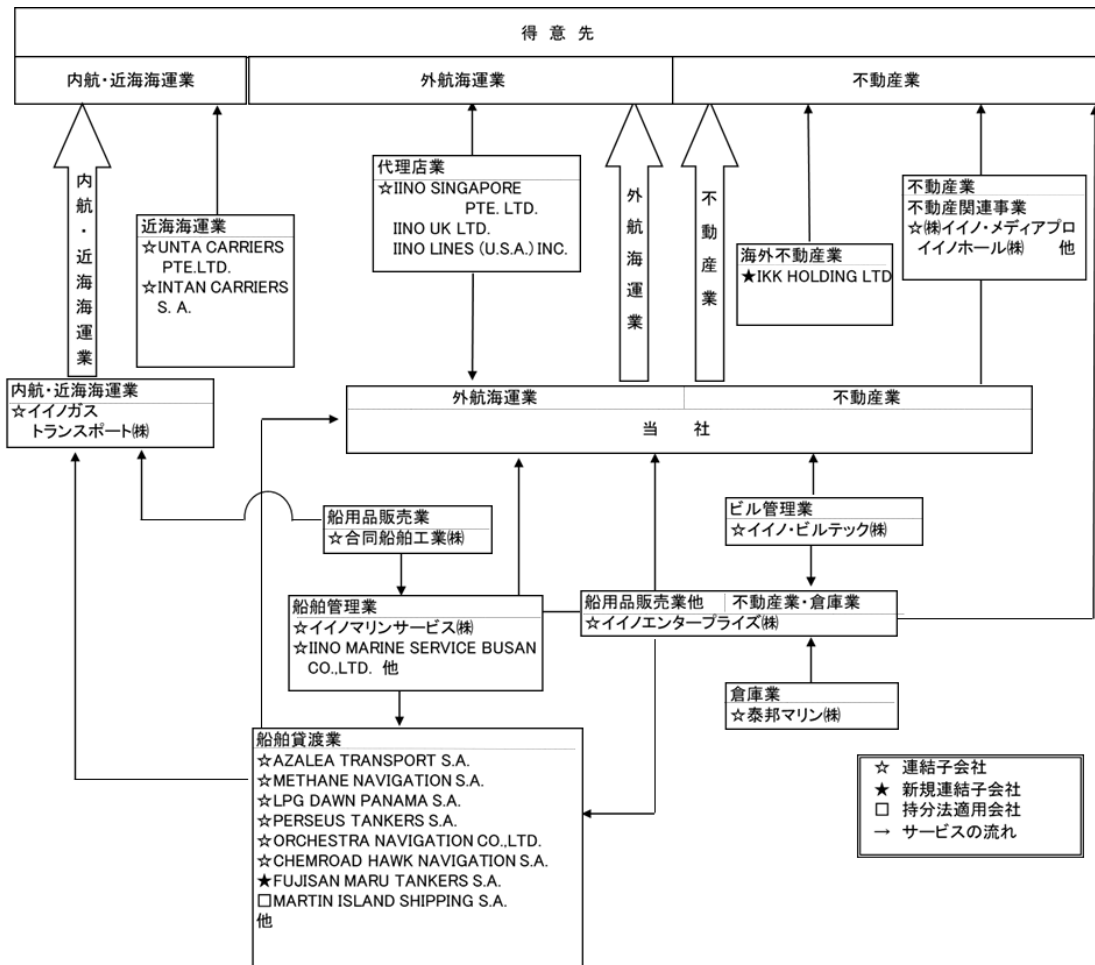 得意先
内航・近海海運業
外航海運業
不動産業
内航・近海海運業
近海海運業
☆UNTA CARRIERS
PTE.LTD.
☆INTAN CARRIERS
S. A.
代理店業
☆IINO SINGAPORE
PTE. LTD.
IINO UK LTD.
IINO LINES (U.S.A.) INC.
外航海運業
不動産業
海外不動産業
★IKK HOLDING LTD
不動産業
不動産関連事業
☆㈱イイノ・メディアプロ
イイノホール㈱ 他
内航・近海海運業
☆イイノガス
トランスポート㈱
外航海運業
不動産業
当 社
船用品販売業
☆合同船舶工業㈱
ビル管理業
☆イイノ・ビルテック㈱
船舶管理業
☆イイノマリンサービス㈱
☆IINO MARINE SERVICE BUSAN
CO.,LTD. 他
船用品販売業他
不動産業・倉庫業
☆イイノエンタープライズ㈱
倉庫業
☆泰邦マリン㈱
船舶貸渡業
☆AZALEA TRANSPORT S.A.
☆METHANE NAVIGATION S.A.
☆LPG DAWN PANAMA S.A.
☆PERSEUS TANKERS S.A.
☆ORCHESTRA NAVIGATION CO.,LTD.
☆CHEMROAD HAWK NAVIGATION S.A.
★FUJISAN MARU TANKERS S.A.
□MARTIN ISLAND SHIPPING S.A.
他
☆ 連結子会社
★ 新規連結子会社
□ 持分法適用会社
→ サービスの流れ